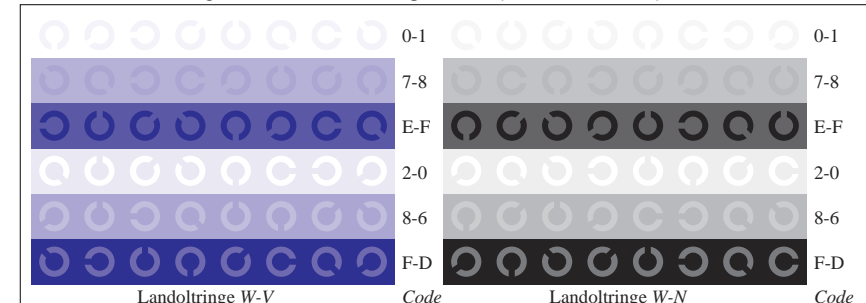 0-1 0-1
7-8 7-8
E-F E-F
2-0 2-0
8-6 8-6
F-D F-D
Landoltringe W-V Code Landoltringe W-N Code